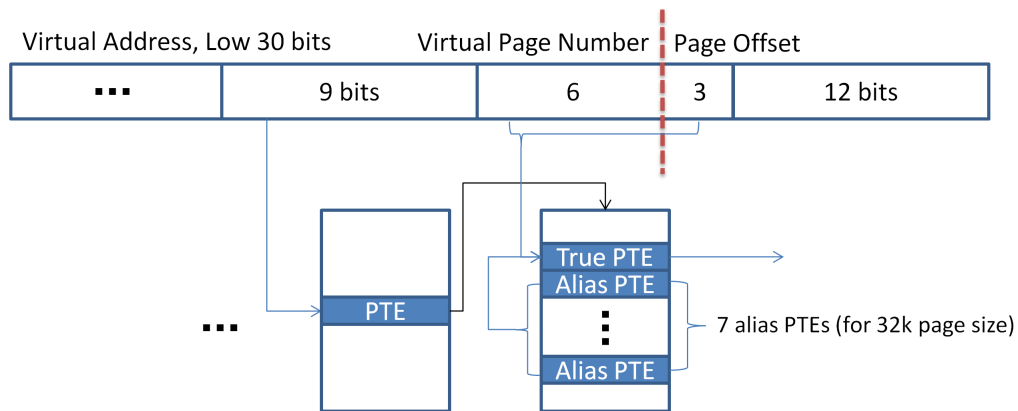 Virtual Address, Low 30 bits
Virtual Page Number
Page Offset
...
9 bits
6
3
12 bits
True PTE
Alias PTE
PTE
...
7 alias PTEs (for 32k page size)
Alias PTE